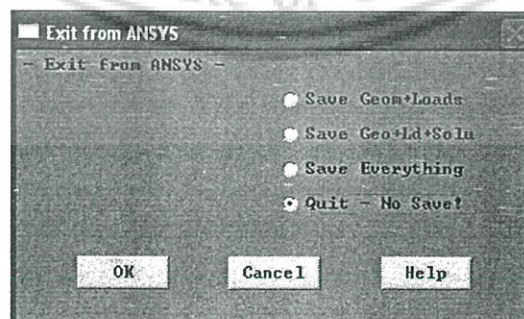 Exit from ANSYS
- Exit from ANSYS -
Save Geom+Loads
Save Geo+Ld+Solu
Save Everything
Quit - No Save!
OK Cancel Help